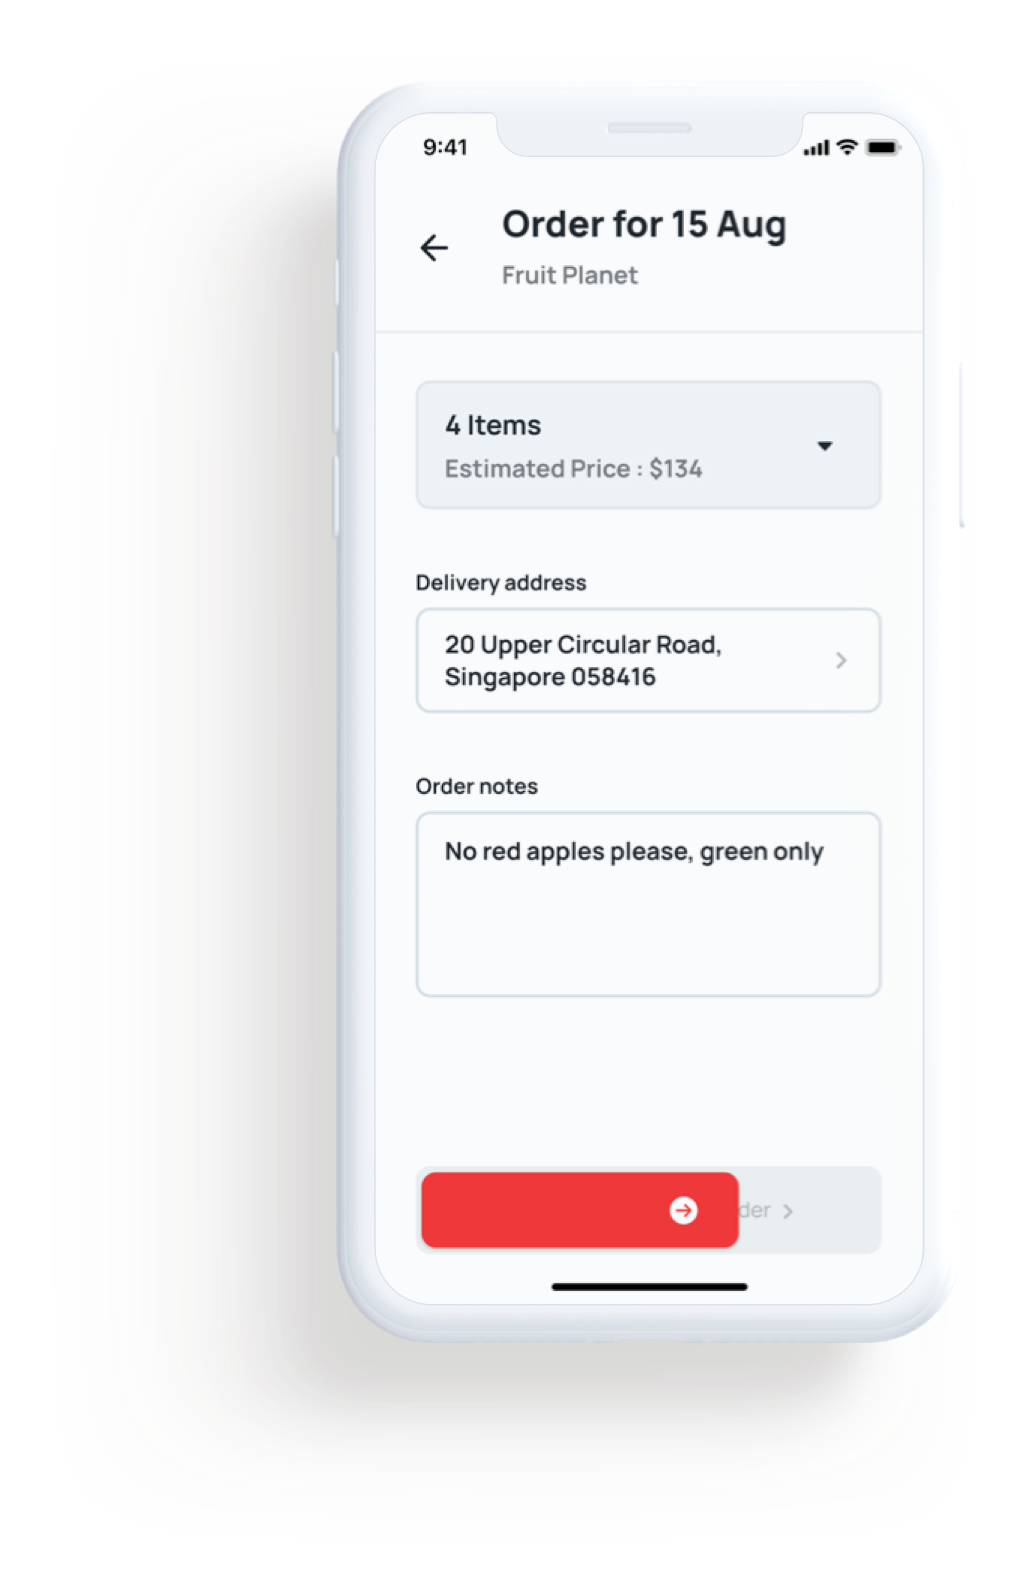 9:41
Order for 15 Aug
Fruit Planet
4 Items
Estimated Price : $134
Delivery address
20 Upper Circular Road,
Singapore 058416
Order notes
No red apples please, green only
der